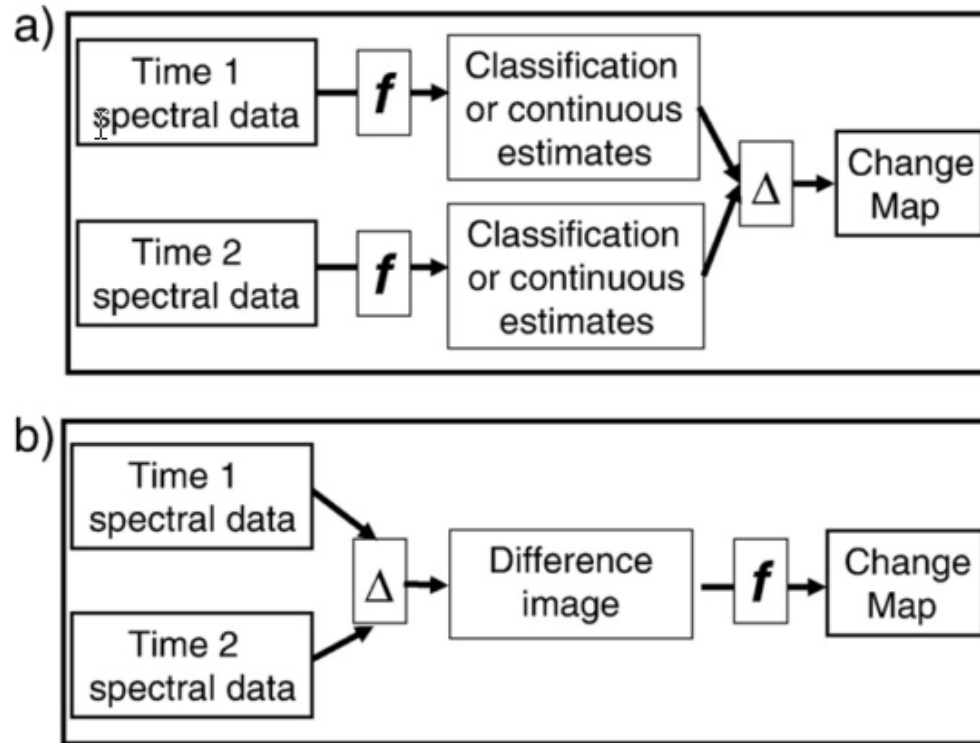 a)
Time 1
spectral data
f
Classification
or continuous
estimates
Time 2
spectral data
f
Classification
or continuous
estimates
Δ
Change
Map
b)
Time 1
spectral data
Time 2
spectral data
Δ
Difference
image
f
Change
Map